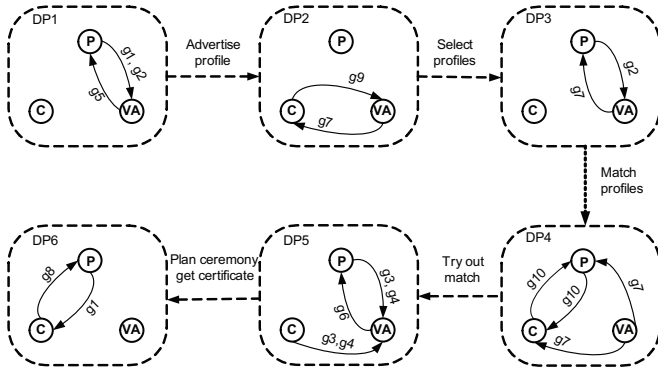 DP1
P
g1, g2
g5
C
VA
Advertise
profile
DP2
P
g9
C
VA
g7
Select
profiles
DP3
P
g2
g7
C
VA
Match
profiles
DP4
P
g10
g10
g7
C
VA
g7
Try out
match
DP5
P
g3, g4
g6
C
VA
g3,g4
Plan ceremony
get certificate
DP6
P
g8
g1
C
VA